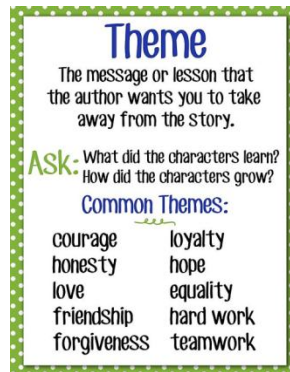 Theme
The message or lesson that
the author wants you to take
away from the story.
Ask: What did the characters learn?
How did the characters grow?
Common Themes:
courage loyalty
honesty hope
love equality
friendship hard work
forgiveness teamwork